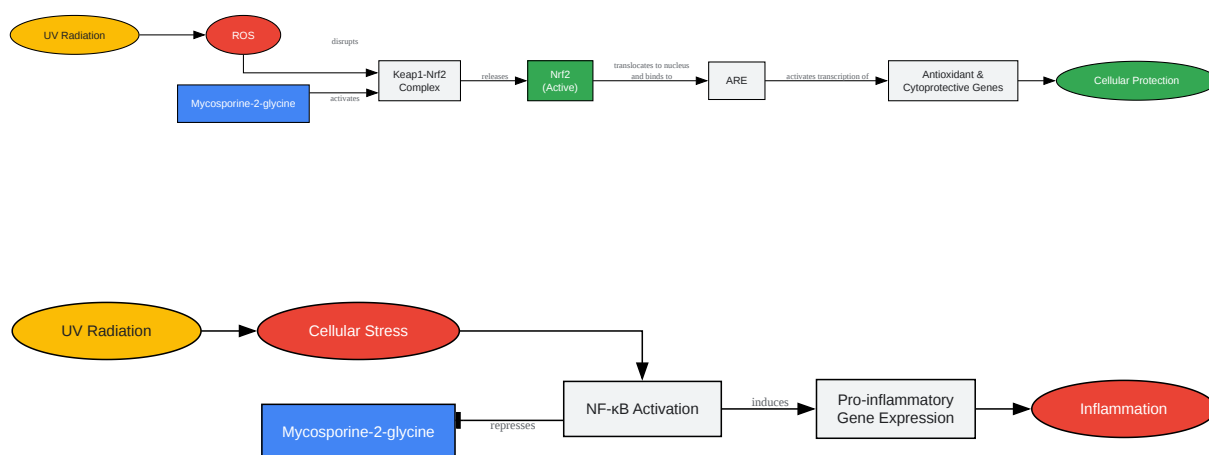 UV Radiation
ROS
disrupts
Mycosporine-2-glycine
activates
Keap1-Nrf2
Complex
releases
Nrf2
(Active)
translocates to nucleus
and binds to
ARE
activates transcription of
Antioxidant &
Cytoprotective Genes
Cellular Protection
UV Radiation
Cellular Stress
Mycosporine-2-glycine
represses
NF-κB Activation
induces
Pro-inflammatory
Gene Expression
Inflammation